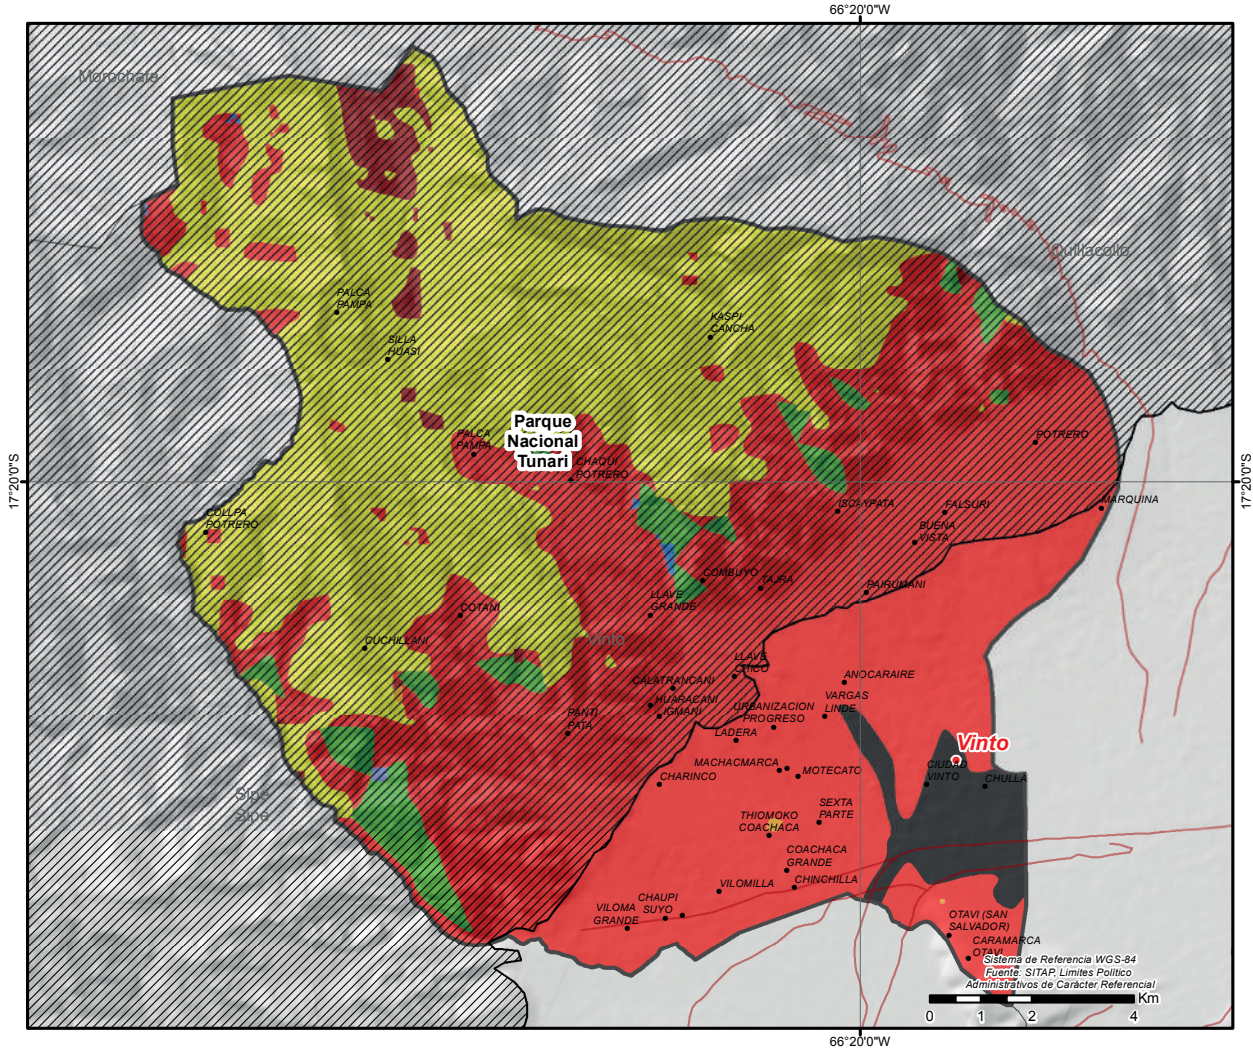 66°20'0"W
Morochata
Quillacollo
PALCA
PAMPA
SILLA
HUASI
KASPI
CANCHA
Parque
Nacional
Tunari
PALCA
PAMPA
CHAQUI
POTRERO
POTRERO
17°20'0"S
17°20'0"S
COLLPA
POTRERO
ISCAYPATA
FALSURI
MARQUINA
BUENA
VISTA
COMBUYO
TAJRA
PAIRUMANI
LLAVE
GRANDE
COTANI
CUCHILLANI
Vinto
LLAVE
CHICO
CALATRANCANI
ANOCARAIRE
HUARACANI
IGMANI
URBANIZACION
PROGRESO
VARGAS
LINDE
PANTI
PATA
LADERA
Vinto
MACHACMARCA
MOTECATO
CIUDAD
VINTO
CHULLA
CHARINCO
Sipe
Sipe
THIOMOKO
COACHACA
SEXTA
PARTE
COACHACA
GRANDE
VILOMILLA
CHINCHILLA
CHAUPI
SUYO
VILOMA
GRANDE
OTAVI (SAN
SALVADOR)
CARAMARCA
OTAVI
Sistema de Referencia WGS-84
Fuente: SITAP, Limites Político
Administrativos de Carácter Referencial
Km
0 1 2 4
66°20'0"W